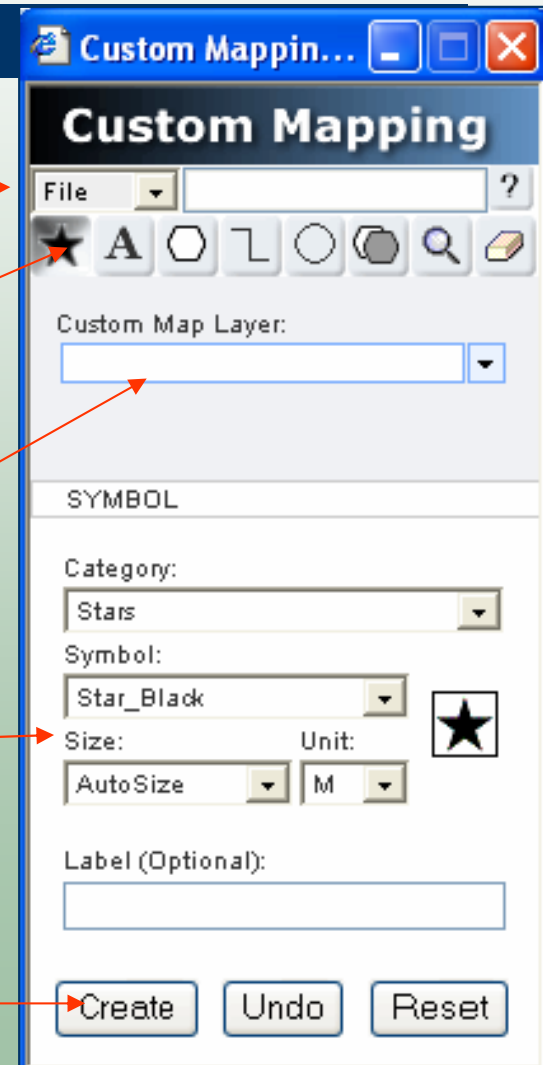 Custom Mappin...
Custom Mapping
File ?
A
Custom Map Layer:
SYMBOL
Category:
Stars
Symbol:
Star_Black
Size: Unit:
AutoSize M
Label (Optional):
Create Undo Reset